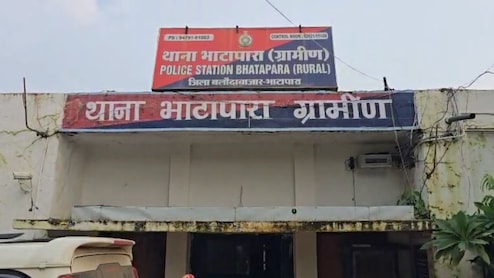 थाना भाटापारा (ग्रामीण)
POLICE STATION BHATAPARA (RURAL)
जिला बलौदाबाजार-भाटापारा
थाना भाटापारा ग्रामीण